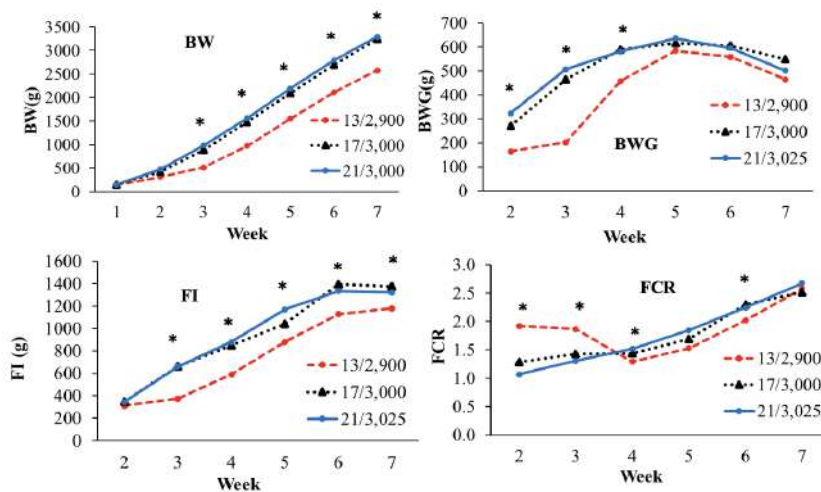 BW
BW(g)
3500
3000
2500
2000
1500
1000
500
0
* * * * *
13/2,900
17/3,000
21/3,025
1 2 3 4 5 6 7
Week
BWG(g)
700
600
500
400
300
200
100
0
* * *
13/2,900
17/3,000
21/3,025
BWG
2 3 4 5 6 7
Week
FI
FI (g)
1600
1400
1200
1000
800
600
400
200
0
* * * * *
13/2,900
17/3,000
21/3,025
2 3 4 5 6 7
Week
FCR
FCR
3.0
2.5
2.0
1.5
1.0
0.5
0.0
* * * *
13/2,900
17/3,000
21/3,025
2 3 4 5 6 7
Week